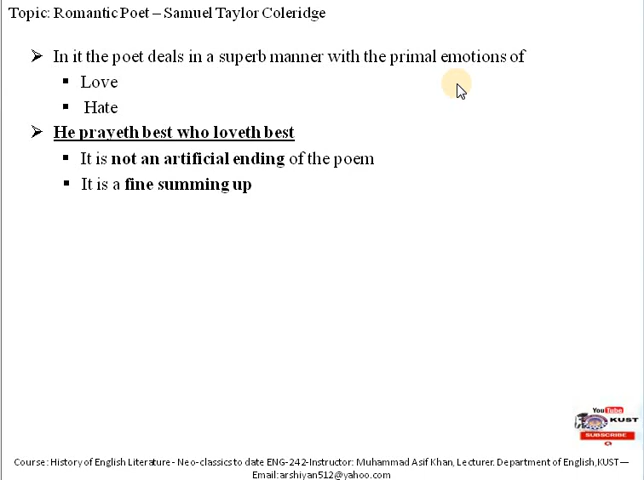 Topic: Romantic Poet – Samuel Taylor Coleridge
In it the poet deals in a superb manner with the primal emotions of
Love
Hate
He prayeth best who loveth best
It is not an artificial ending of the poem
It is a fine summing up
YouTube
KUST
SUBSCRIBE
Course: History of English Literature - Neo-classics to date ENG-242-Instructor: Muhammad Asif Khan, Lecturer. Department of English,KUST—
Email:arshiyan512@yahoo.com